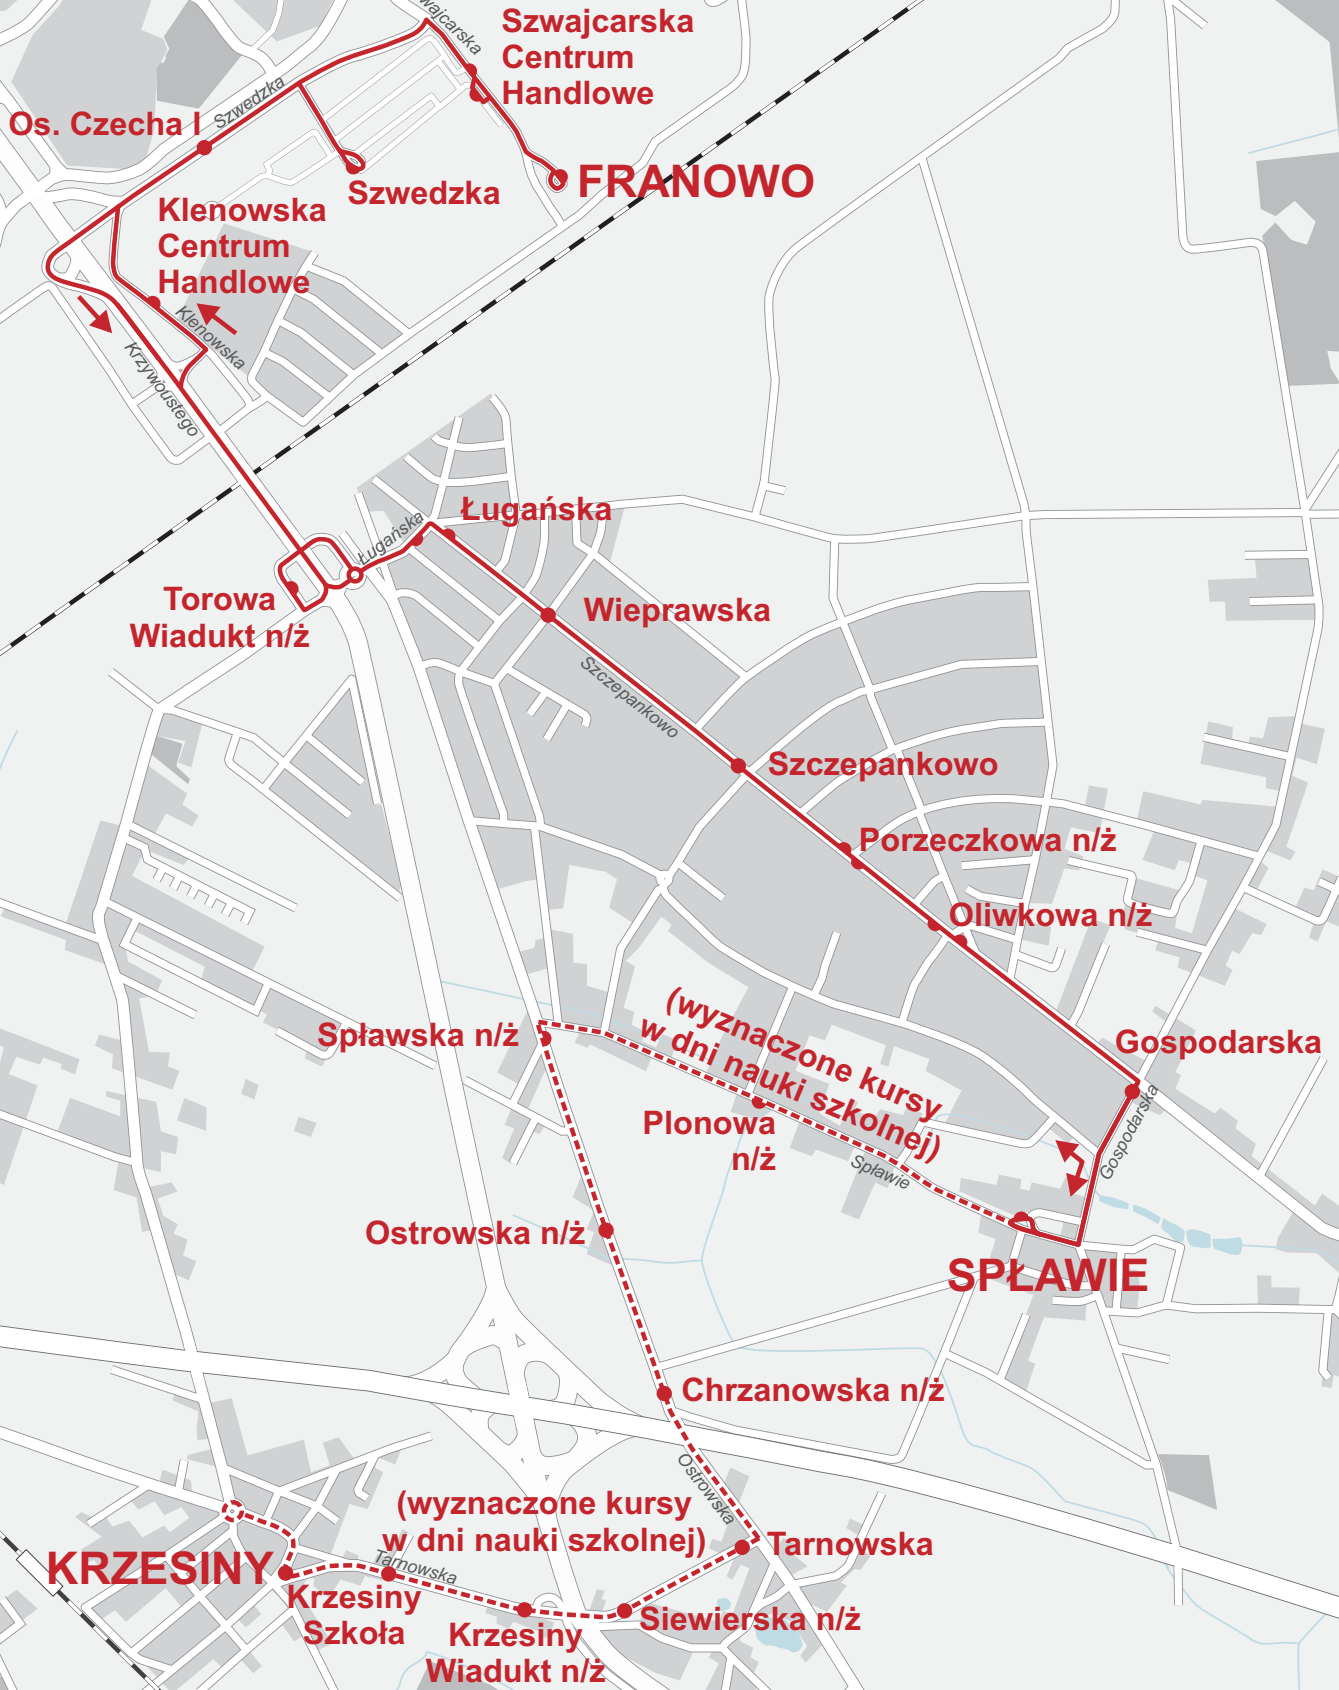 wajcarska
Szwajcarska
Centrum
Handlowe
Szwedzka
Os. Czecha I
FRANOWO
Szwedzka
Klenowska
Centrum
Handlowe
Klenowska
Krzywoustego
Ługańska
Ługańska
Torowa
Wiadukt n/ż
Wieprawska
Szczepankowo
Szczepankowo
Porzeczkowa n/ż
Oliwkowa n/ż
Spławska n/ż
(wyznaczone kursy
w dni nauki szkolnej)
Gospodarska
Gospodarska
Plonowa
n/ż
Spławie
Ostrowska n/ż
SPŁAWIE
Chrzanowska n/ż
Ostrowska
(wyznaczone kursy
w dni nauki szkolnej)
Tarnowska
KRZESINY
Tarnowska
Krzesiny
Szkoła
Siewierska n/ż
Krzesiny
Wiadukt n/ż